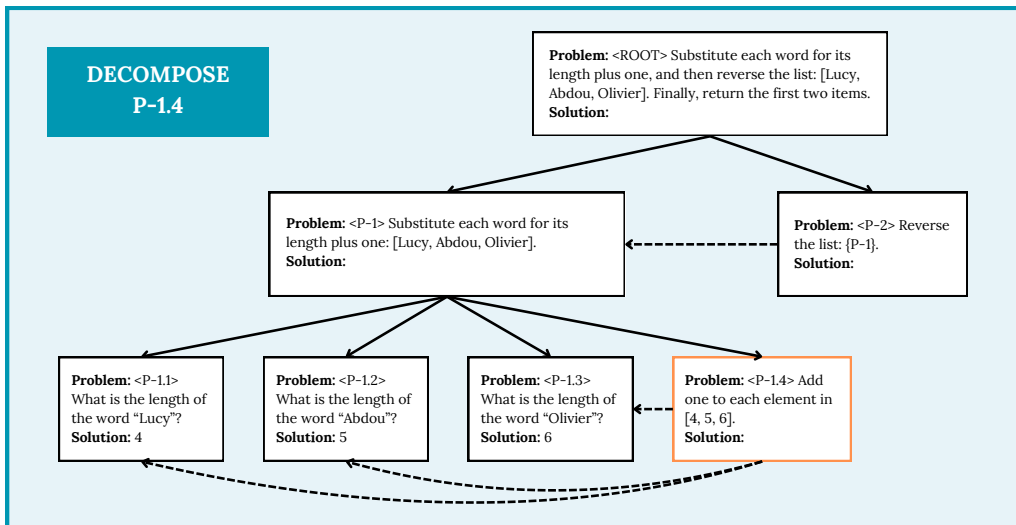 DECOMPOSE
P-1.4
Problem: <ROOT> Substitute each word for its
length plus one, and then reverse the list: [Lucy,
Abdou, Olivier]. Finally, return the first two items.
Solution:
Problem: <P-1> Substitute each word for its
length plus one: [Lucy, Abdou, Olivier].
Solution:
Problem: <P-2> Reverse
the list: {P-1}.
Solution:
Problem: <P-1.1>
What is the length of
the word “Lucy”?
Solution: 4
Problem: <P-1.2>
What is the length of
the word “Abdou”?
Solution: 5
Problem: <P-1.3>
What is the length of
the word “Olivier”?
Solution: 6
Problem: <P-1.4> Add
one to each element in
[4, 5, 6].
Solution: